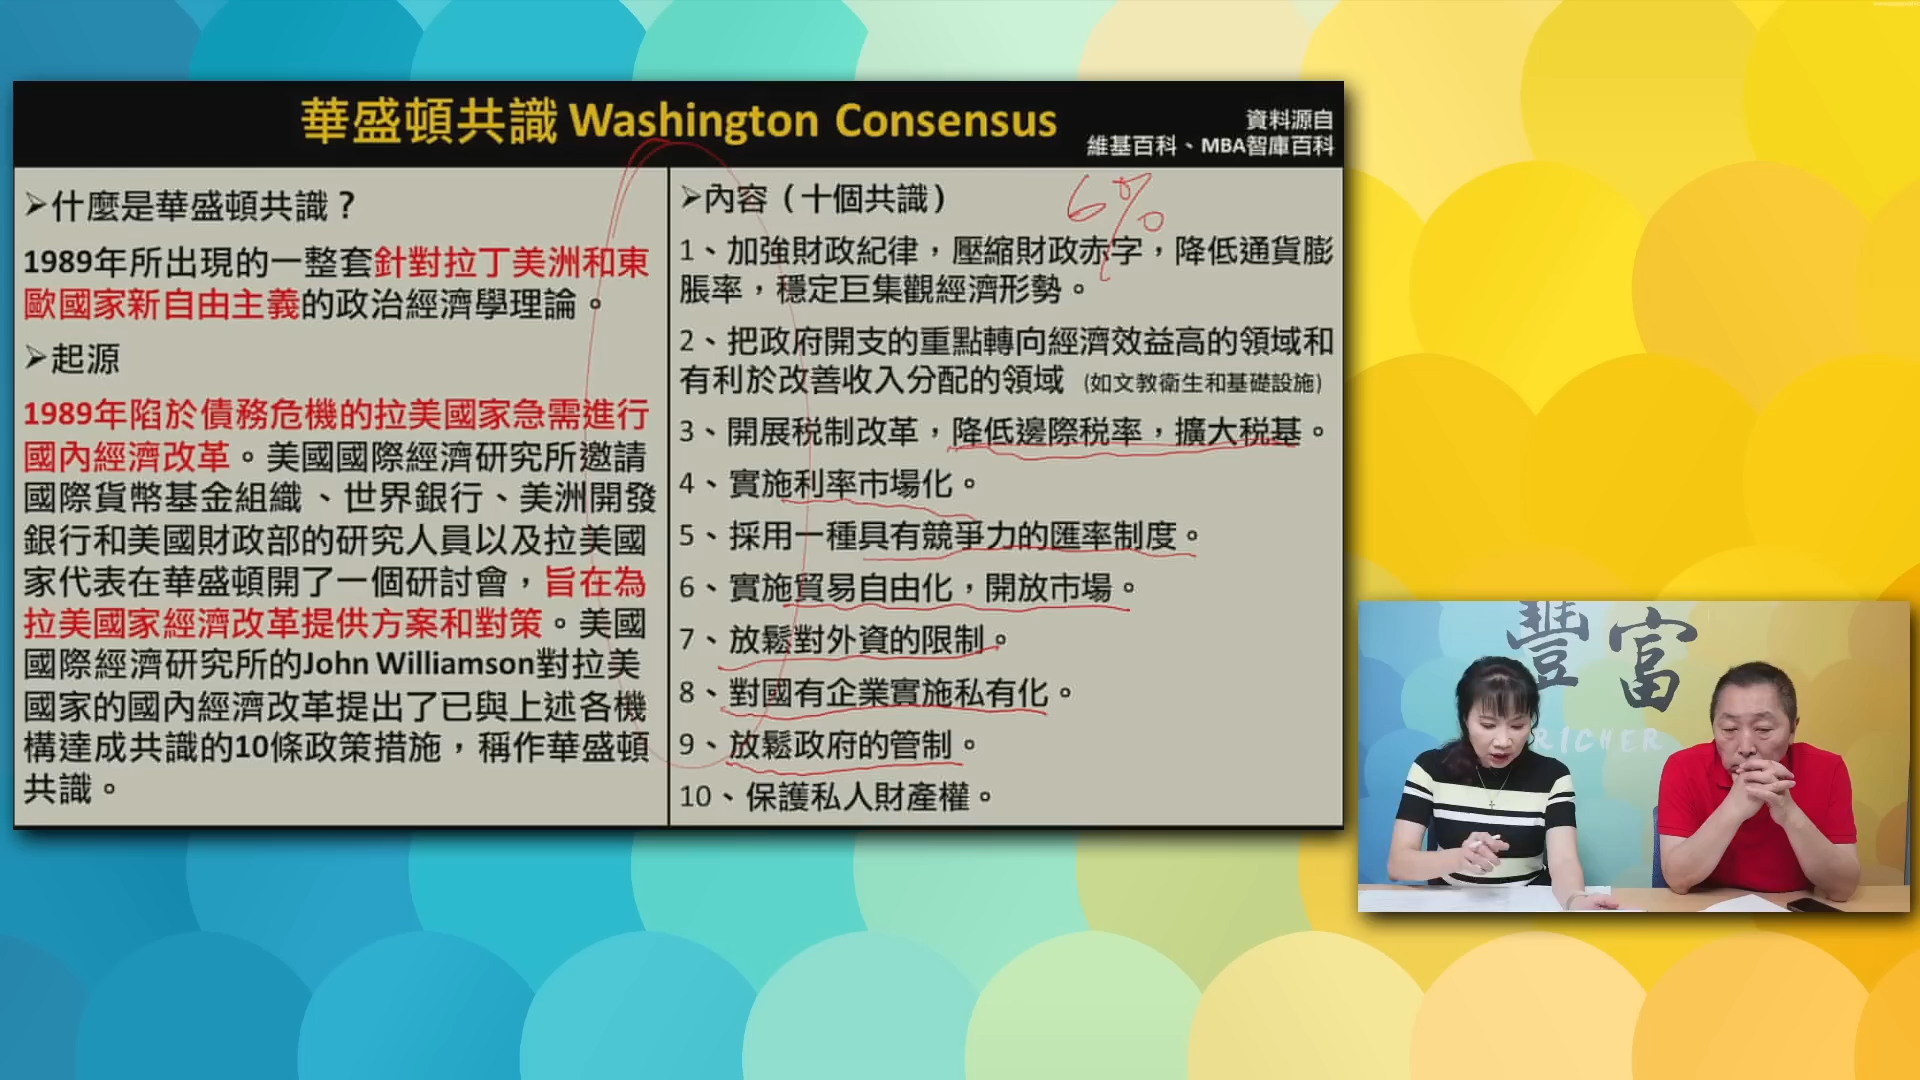 華盛頓共識 Washington Consensus
資料源自
維基百科、MBA智庫百科
➢什麼是華盛頓共識？
1989年所出現的一整套針對拉丁美洲和東
歐國家新自由主義的政治經濟學理論。
➢起源
1989年陷於債務危機的拉美國家急需進行
國內經濟改革。美國國際經濟研究所邀請
國際貨幣基金組織、世界銀行、美洲開發
銀行和美國財政部的研究人員以及拉美國
家代表在華盛頓開了一個研討會，旨在為
拉美國家經濟改革提供方案和對策。美國
國際經濟研究所的John Williamson對拉美
國家的國內經濟改革提出了已與上述各機
構達成共識的10條政策措施，稱作華盛頓
共識。
➢內容（十個共識）
6%
1、加強財政紀律，壓縮財政赤字，降低通貨膨
脹率，穩定巨集觀經濟形勢。
2、把政府開支的重點轉向經濟效益高的領域和
有利於改善收入分配的領域（如文教衛生和基礎設施）
3、開展税制改革，降低邊際税率，擴大税基。
4、實施利率市場化。
5、採用一種具有競爭力的匯率制度。
6、實施貿易自由化，開放市場。
7、放鬆對外資的限制。
8、對國有企業實施私有化。
9、放鬆政府的管制。
10、保護私人財產權。
豐富
RICHER